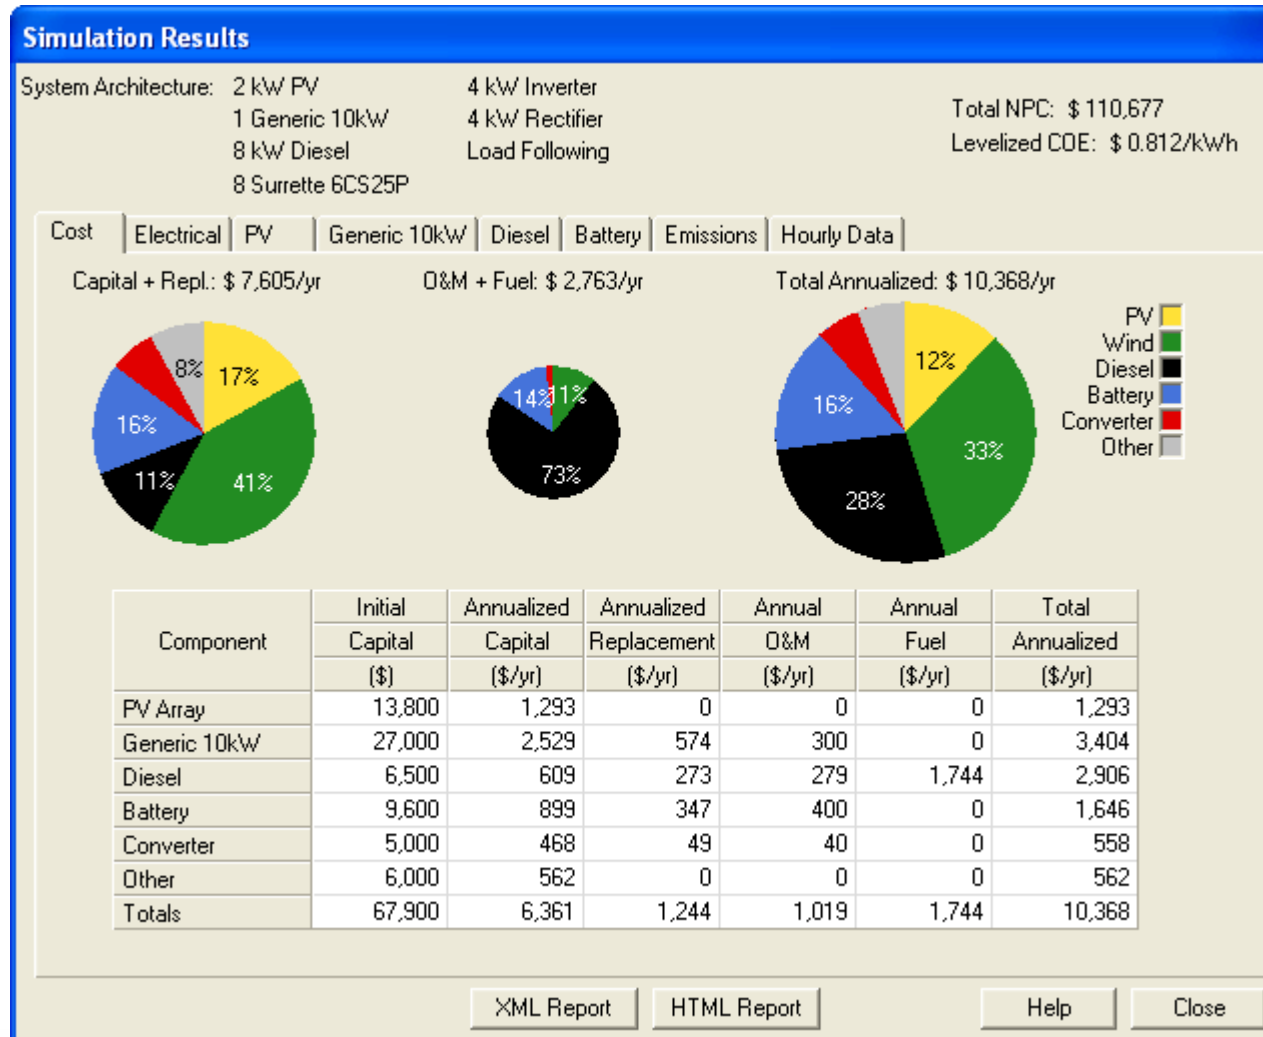 Simulation Results
System Architecture: 2 kW PV 4 kW Inverter
1 Generic 10kW 4 kW Rectifier
8 kW Diesel Load Following
8 Surrette 6CS25P
Total NPC: $ 110,677
Levelized COE: $ 0.812/kWh
Cost Electrical PV Generic 10kW Diesel Battery Emissions Hourly Data
Capital + Repl.: $ 7,605/yr O&M + Fuel: $ 2,763/yr Total Annualized: $ 10,368/yr
8% 17% 16% 11% 41%
14% 11% 73%
12% 16% 33% 28%
PV
Wind
Diesel
Battery
Converter
Other
Component Initial Capital ($) Annualized Capital ($/yr) Annualized Replacement ($/yr) Annual O&M ($/yr) Annual Fuel ($/yr) Total Annualized ($/yr)
PV Array 13,800 1,293 0 0 0 1,293
Generic 10kW 27,000 2,529 574 300 0 3,404
Diesel 6,500 609 273 279 1,744 2,906
Battery 9,600 899 347 400 0 1,646
Converter 5,000 468 49 40 0 558
Other 6,000 562 0 0 0 562
Totals 67,900 6,361 1,244 1,019 1,744 10,368
XML Report HTML Report Help Close